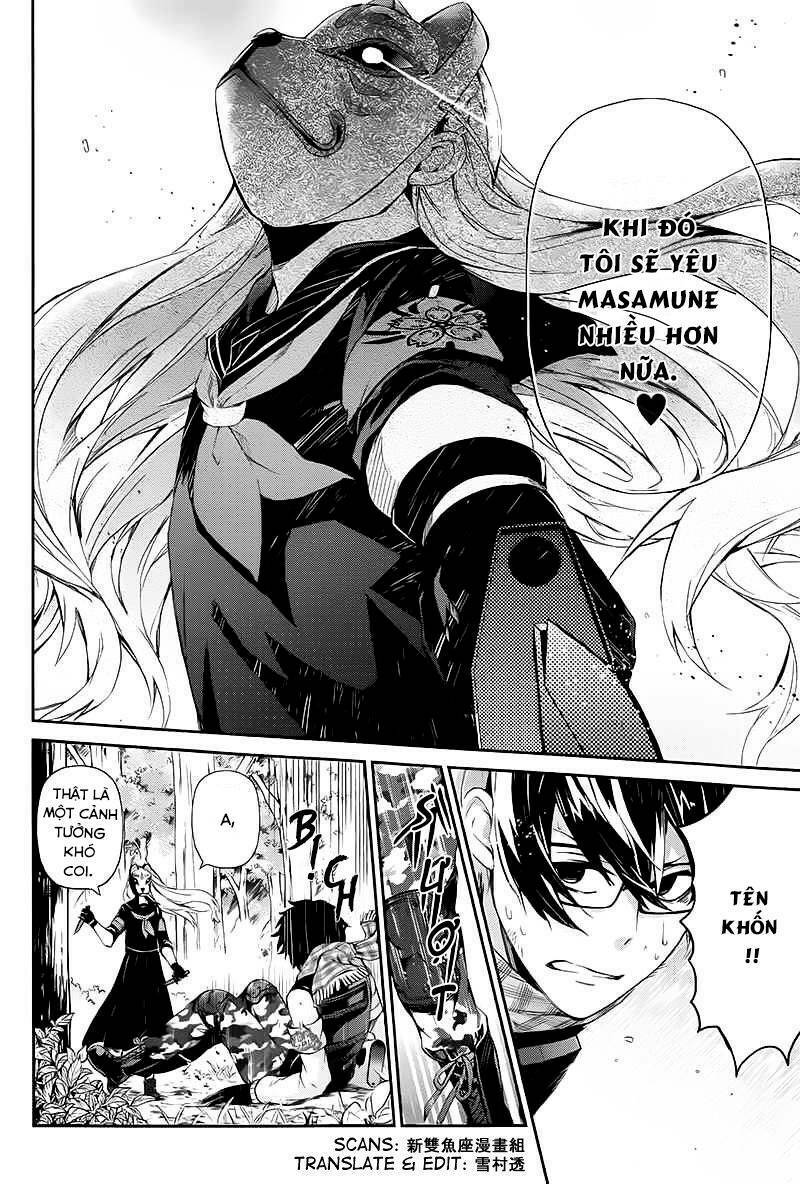 KHI ĐÓ
TÔI SẼ YÊU
MASAMUNE
NHIỀU HƠN
NỮA.
TÊN
KHỐN
!!
SƯỢT
A,
BỊCH
THẬT LÀ
MỘT CẢNH
TƯỞNG
KHÓ
COI.
SCANS: 新雙魚座漫畫組
TRANSLATE & EDIT: 雪村透